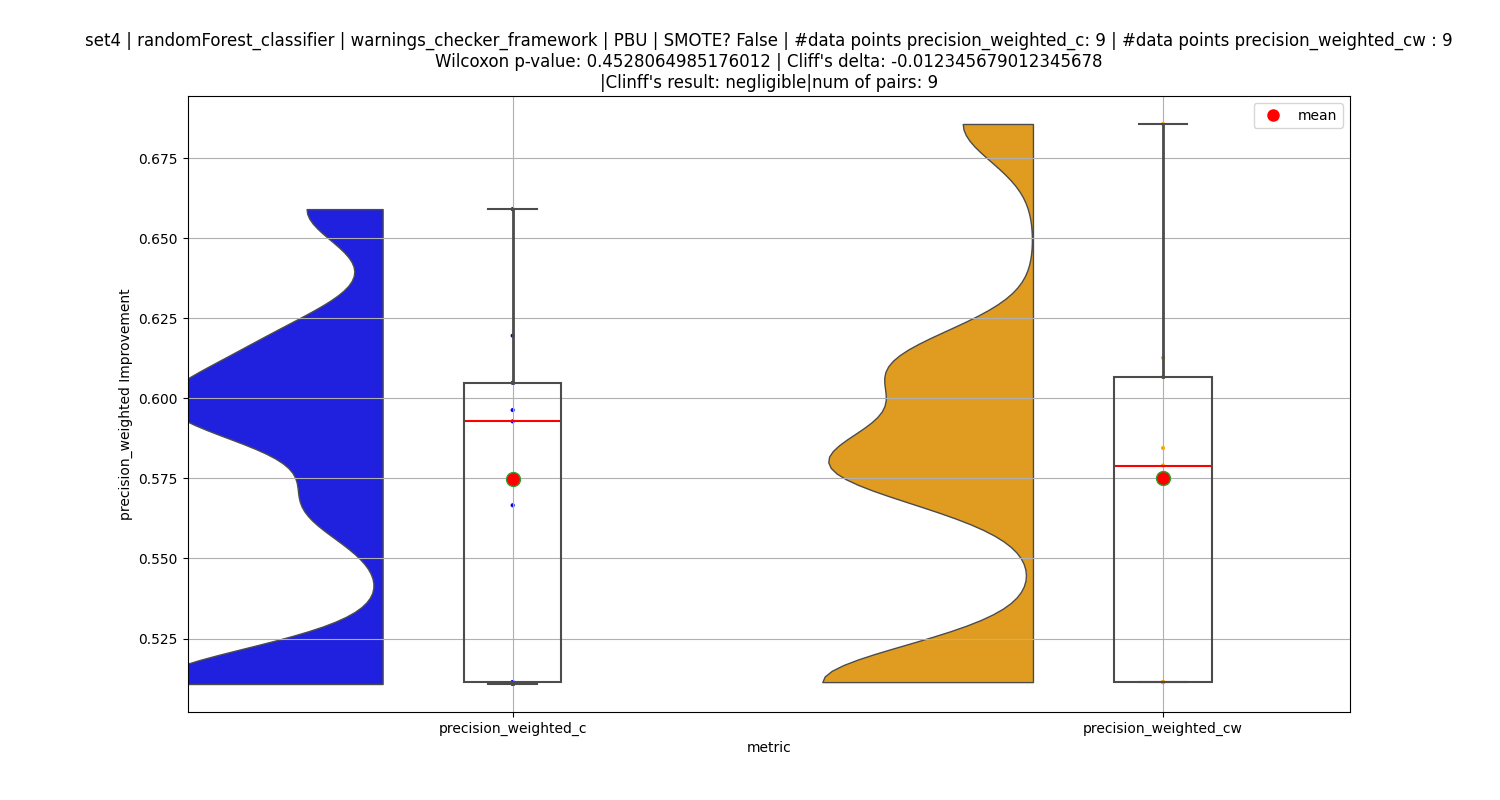 set4 | randomForest_classifier | warnings_checker_framework | PBU | SMOTE? False | #data points precision_weighted_c: 9 | #data points precision_weighted_cw : 9
Wilcoxon p-value: 0.4528064985176012 | Cliff's delta: -0.012345679012345678
|Clinff's result: negligible|num of pairs: 9
mean
0.675
0.650
0.625
0.600
0.575
0.550
0.525
precision_weighted Improvement
precision_weighted_c
precision_weighted_cw
metric